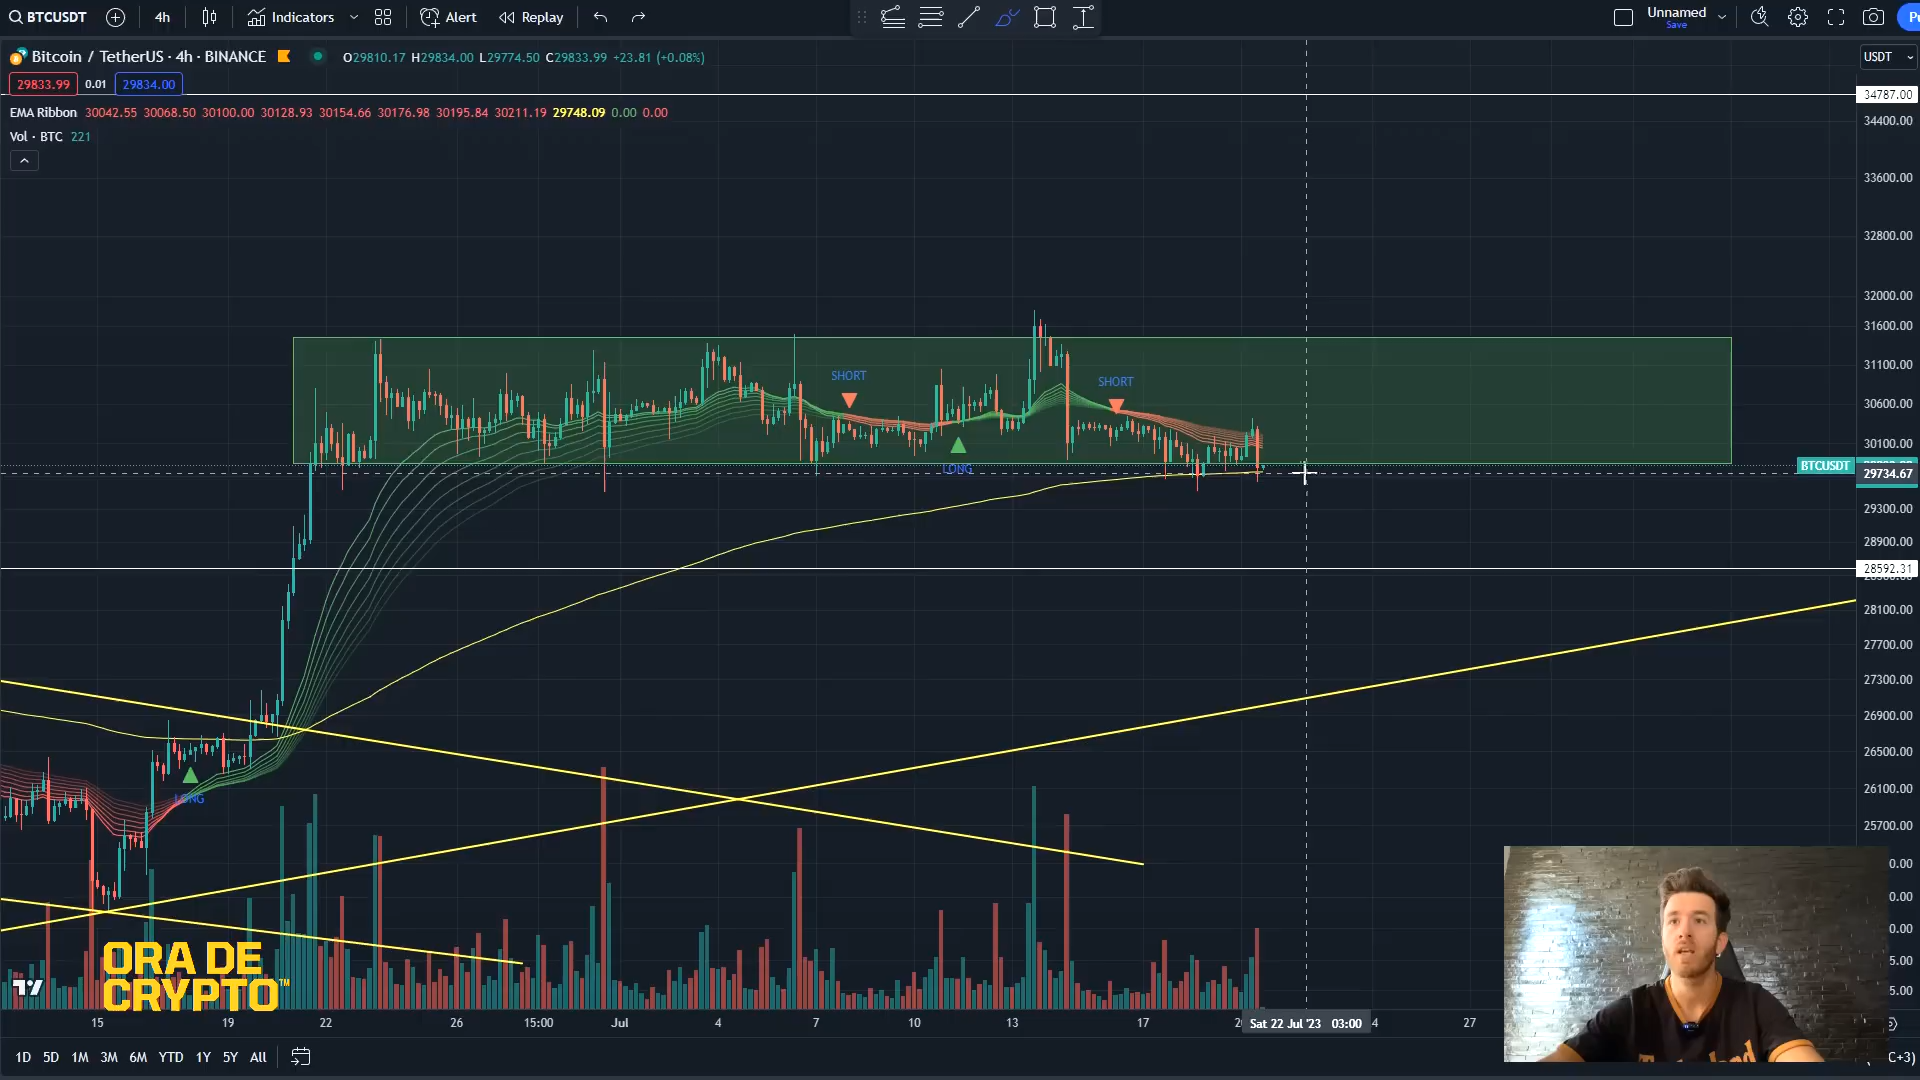 BTCUSDT 4h Indicators Alert Replay Unnamed
Save
Bitcoin / TetherUS · 4h · BINANCE O29810.17 H29834.00 L29774.50 C29833.99 +23.81 (+0.08%) USDT
29833.99 0.01 29834.00
34787.00
EMA Ribbon 30042.55 30068.50 30100.00 30128.93 30154.66 30176.98 30195.84 30211.19 29748.09 0.00 0.00
34400.00
Vol · BTC 221
33600.00
32800.00
32000.00
31600.00
31100.00
SHORT
SHORT
30600.00
30100.00
LONG
BTCUSDT
29734.67
29300.00
28900.00
28592.31
28100.00
27700.00
27300.00
26900.00
26500.00
26100.00
LONG
25700.00
ORA DE
CRYPTO™
15 19 22 26 15:00 Jul 4 7 10 13 17 Sat 22 Jul '23 03:00 27
1D 5D 1M 3M 6M YTD 1Y 5Y All